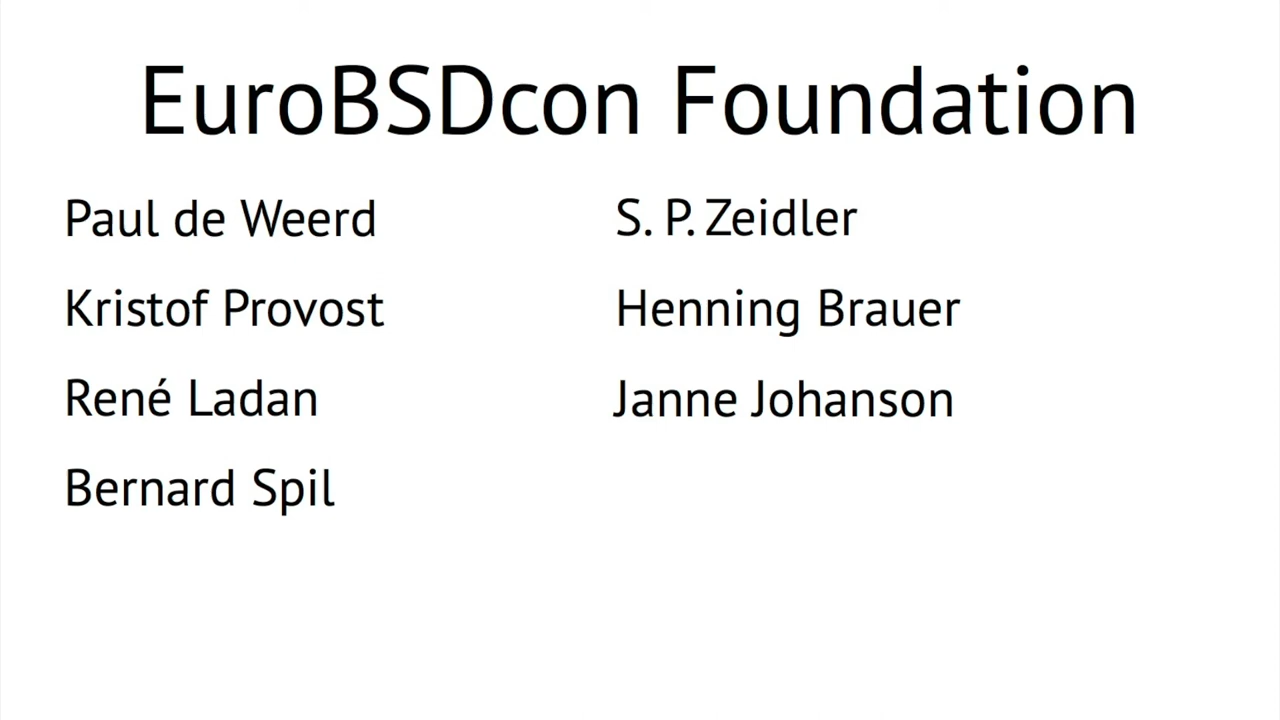 EuroBSDcon Foundation
Paul de Weerd
Kristof Provost
René Ladan
Bernard Spil
S. P. Zeidler
Henning Brauer
Janne Johanson